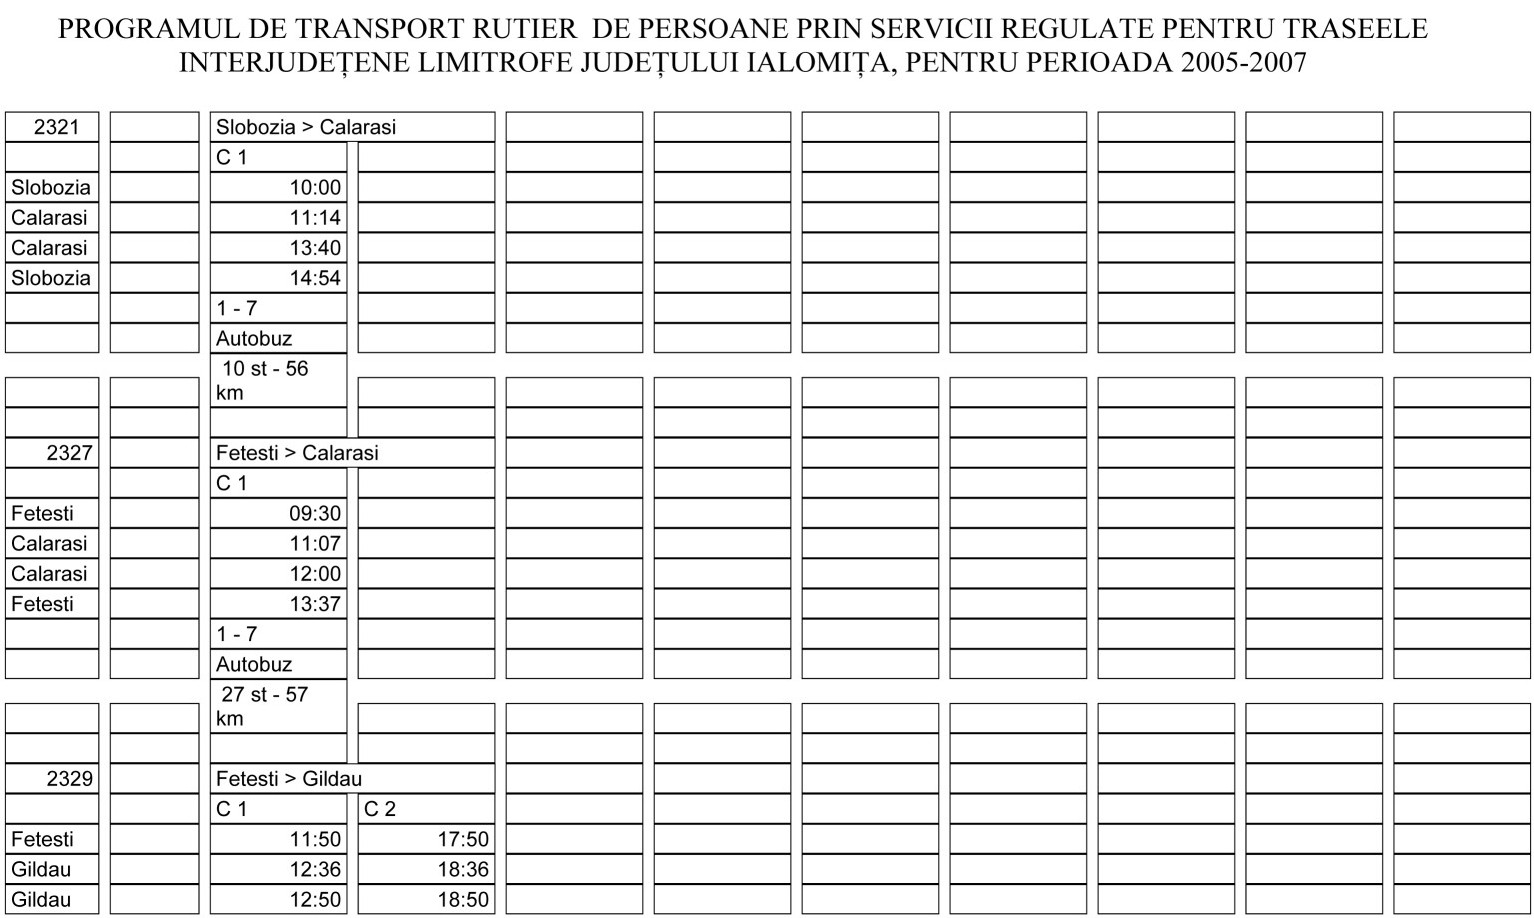 PROGRAMUL DE TRANSPORT RUTIER DE PERSOANE PRIN SERVICII REGULATE PENTRU TRASEELE
INTERJUDEȚENE LIMITROFE JUDEȚULUI IALOMIȚA, PENTRU PERIOADA 2005-2007
2321 Slobozia > Calarasi
C 1
Slobozia 10:00
Calarasi 11:14
Calarasi 13:40
Slobozia 14:54
1 - 7
Autobuz
10 st - 56
km
2327 Fetesti > Calarasi
C 1
Fetesti 09:30
Calarasi 11:07
Calarasi 12:00
Fetesti 13:37
1 - 7
Autobuz
27 st - 57
km
2329 Fetesti > Gildau
C 1 C 2
Fetesti 11:50 17:50
Gildau 12:36 18:36
Gildau 12:50 18:50